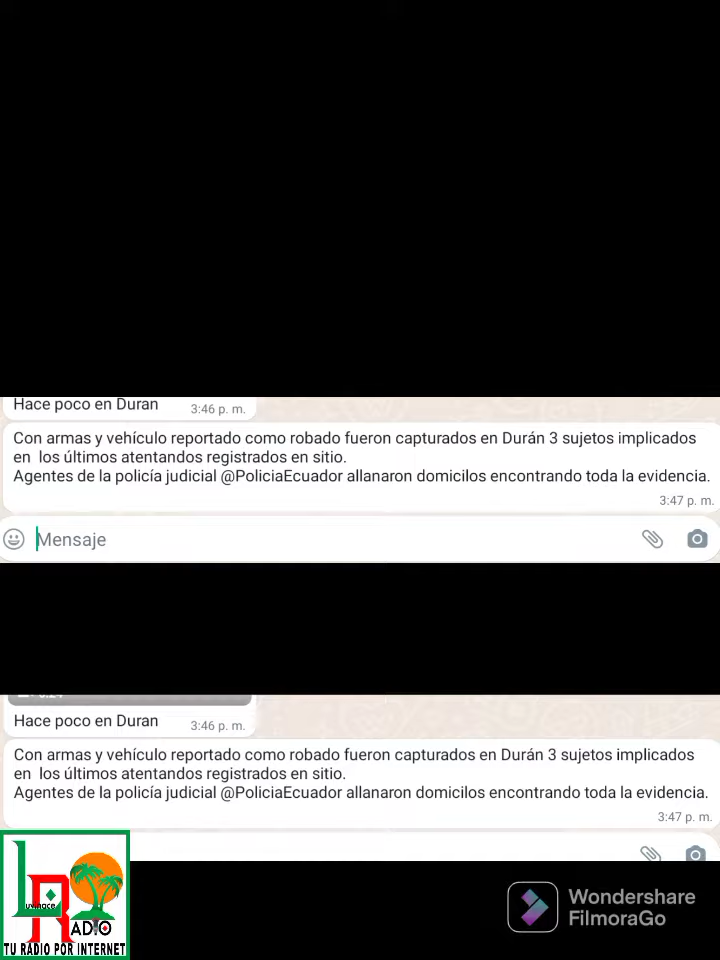 Hace poco en Duran 3:46 p. m.
Con armas y vehículo reportado como robado fueron capturados en Durán 3 sujetos implicados
en los últimos atentandos registrados en sitio.
Agentes de la policía judicial @PoliciaEcuador allanaron domicilos encontrando toda la evidencia.
3:47 p. m.
Mensaje
Hace poco en Duran 3:46 p. m.
Con armas y vehículo reportado como robado fueron capturados en Durán 3 sujetos implicados
en los últimos atentandos registrados en sitio.
Agentes de la policía judicial @PoliciaEcuador allanaron domicilos encontrando toda la evidencia.
3:47 p. m.
RADIO
TU RADIO POR INTERNET
Wondershare
FilmoraGo